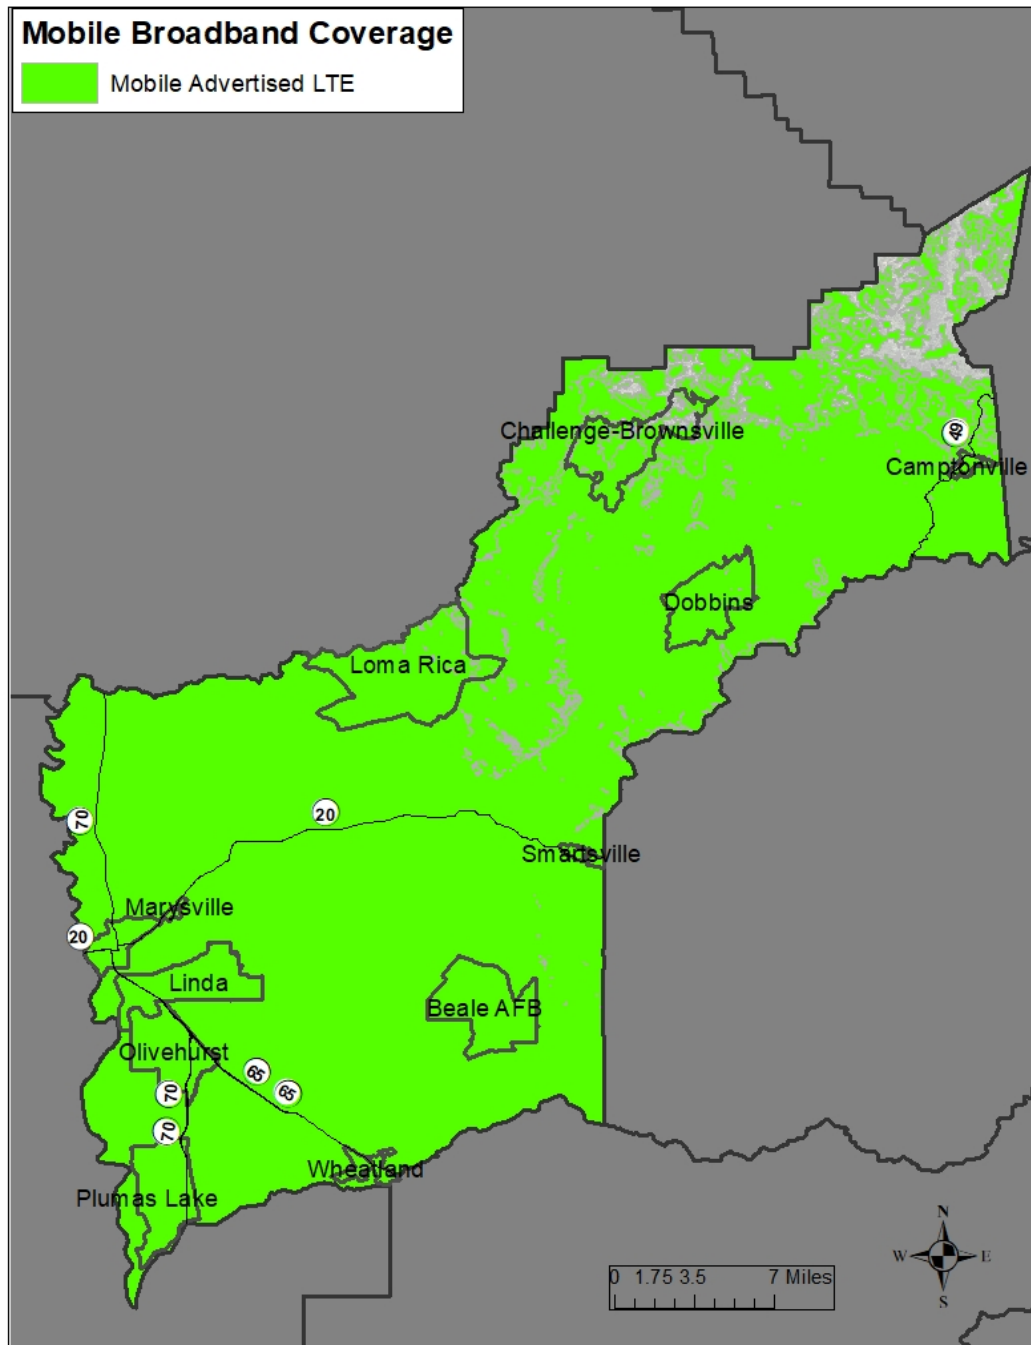 Mobile Broadband Coverage
Mobile Advertised LTE
49
Challenge-Brownsville
Camptonville
Dobbins
Loma Rica
70
20
Smartsville
Marysville
20
Linda
Beale AFB
Olivehurst
65
65
70
70
Wheatland
Plumas Lake
N
W E
S
0 1.75 3.5 7 Miles